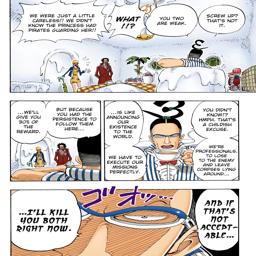 SCREW UP?
THAT'S NOT
IT.
YOU TWO
ARE WEAK.
WHAT
!!?
WE WERE JUST A LITTLE
CARELESS!! WE DIDN'T
KNOW THE PRINCESS HAD
PIRATES GUARDING HER!!
YOU DIDN'T
KNOW?
HMPH. THAT'S
CHILDISH
EXCUSE.
WE'RE
PROFESSIONALS.
TO LOSE TO
THE ENEMY
AND LEAVE
CORPSES LYING
AROUND...
...IS LIKE
ANNOUNCING
OUR
EXISTENCE TO
THE WORLD.
WE HAVE TO
EXECUTE OUR
MISSIONS
PERFECTLY.
BUT BECAUSE
YOU HAD THE
PERSISTENCE
TO FOLLOW
THEM HERE...
...WE'LL
GIVE YOU
90% OF
THE
REWARD.
AND IF
THAT'S
NOT
ACCEPT-
ABLE...
...I'LL KILL
YOU BOTH
RIGHT NOW.